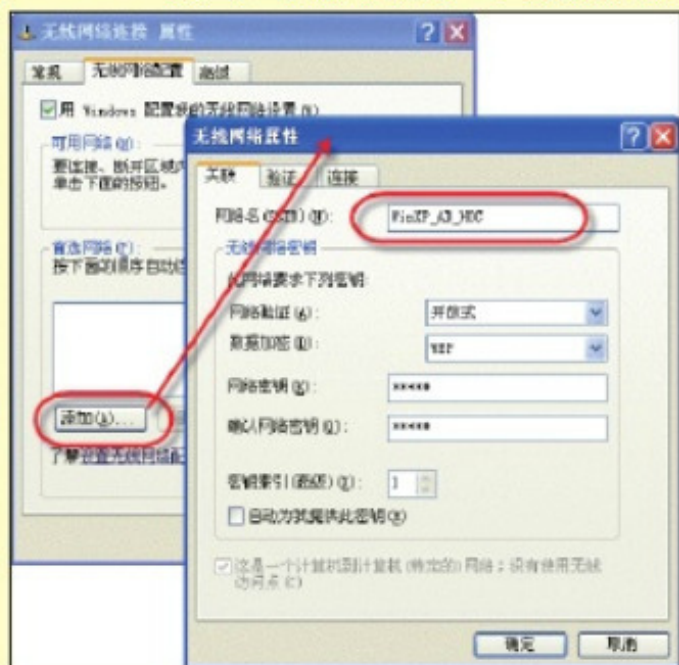 无线网络连接 属性
常规 无线网络配置 高级
用 Windows 配置我的无线网络设置(W)
可用网络(N):
要连接、断开区域内
单击下面的按钮。
首选网络(P):
按下面的顺序自动连
添加(A)...
了解设置无线网络配
无线网络属性
关联 验证 连接
网络名(SSID)(N): WinXP_AD_HOC
无线网络密钥
此网络要求下列密钥:
网络验证(A): 开放式
数据加密(D): WEP
网络密钥(K): *****
确认网络密钥(O): *****
密钥索引(高级)(X): 1
自动为我提供此密钥(H)
这是一个计算机到计算机(特定的)网络;没有使用无线
访问点(C)
确定 取消